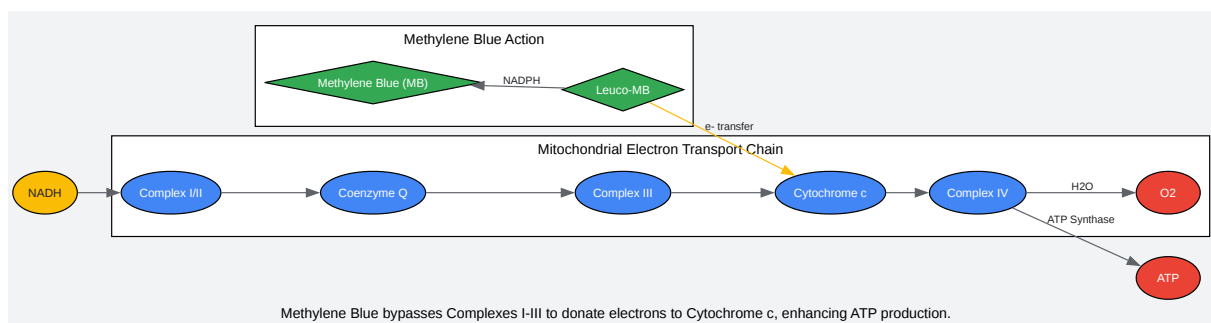 Methylene Blue Action
Methylene Blue (MB)
NADPH
Leuco-MB
e- transfer
Mitochondrial Electron Transport Chain
NADH
Complex I/II
Coenzyme Q
Complex III
Cytochrome c
Complex IV
H2O
O2
ATP Synthase
ATP
Methylene Blue bypasses Complexes I-III to donate electrons to Cytochrome c, enhancing ATP production.